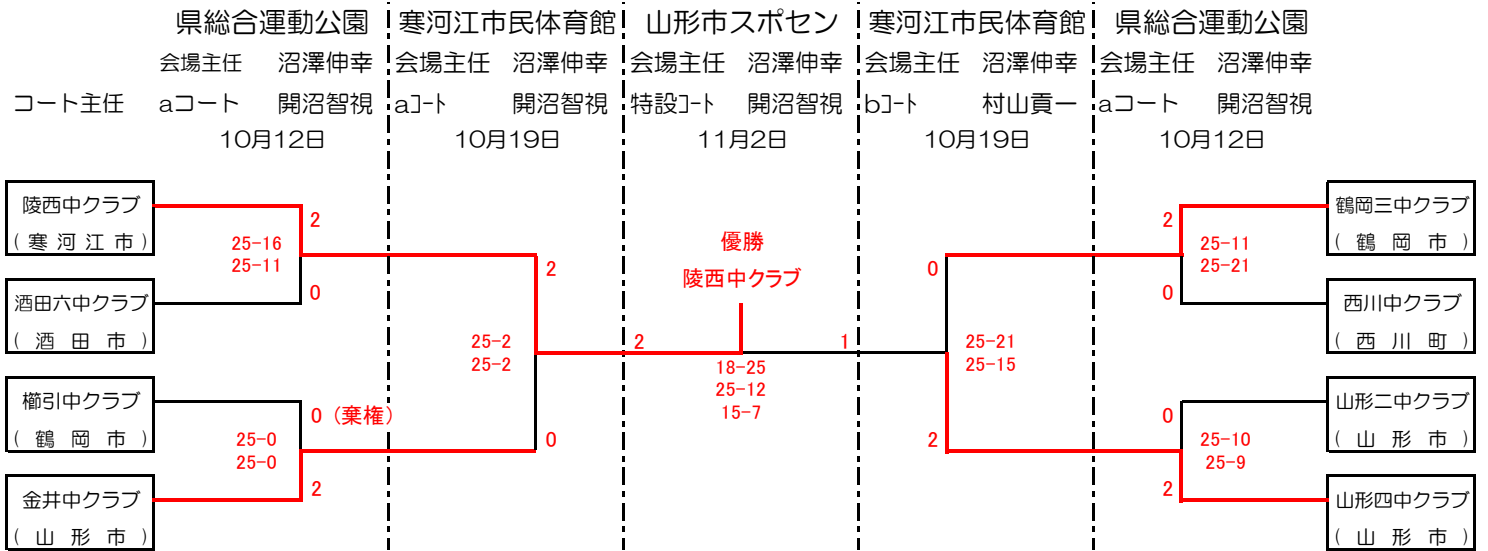 県総合運動公園 寒河江市民体育館 山形市スポセン 寒河江市民体育館 県総合運動公園
会場主任 沼澤伸幸 会場主任 沼澤伸幸 会場主任 沼澤伸幸 会場主任 沼澤伸幸 会場主任 沼澤伸幸
コート主任 aコート 開沼智視 aコート 開沼智視 特設コート 開沼智視 bコート 村山貢一 aコート 開沼智視
10月12日 10月19日 11月2日 10月19日 10月12日
陵西中クラブ
(寒河江市)
酒田六中クラブ
(酒田市)
櫛引中クラブ
(鶴岡市)
金井中クラブ
(山形市)
2
25-16
25-11
0
0(棄権)
25-0
25-0
2
2
25-2
25-2
0
優勝
陵西中クラブ
2 1
18-25
25-12
15-7
0
25-21
25-15
2
2
25-11
25-21
0
0
25-10
25-9
2
鶴岡三中クラブ
(鶴岡市)
西川中クラブ
(西川町)
山形二中クラブ
(山形市)
山形四中クラブ
(山形市)